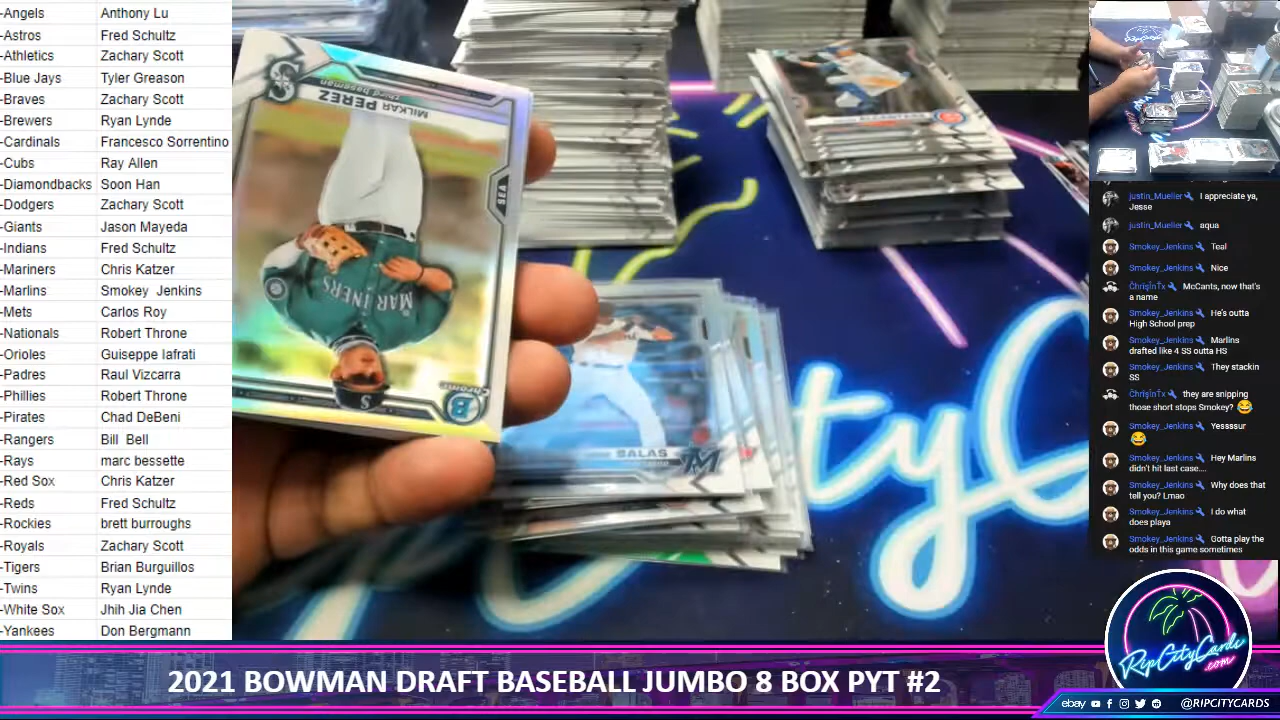 -Angels Anthony Lu
-Astros Fred Schultz
-Athletics Zachary Scott
-Blue Jays Tyler Greason
-Braves Zachary Scott
-Brewers Ryan Lynde
-Cardinals Francesco Sorrentino
-Cubs Ray Allen
-Diamondbacks Soon Han
-Dodgers Zachary Scott
-Giants Jason Mayeda
-Indians Fred Schultz
-Mariners Chris Katzer
-Marlins Smokey Jenkins
-Mets Carlos Roy
-Nationals Robert Throne
-Orioles Guiseppe Iafrati
-Padres Raul Vizcarra
-Phillies Robert Throne
-Pirates Chad DeBeni
-Rangers Bill Bell
-Rays marc bessette
-Red Sox Chris Katzer
-Reds Fred Schultz
-Rockies brett burroughs
-Royals Zachary Scott
-Tigers Brian Burguillos
-Twins Ryan Lynde
-White Sox Jhih Jia Chen
-Yankees Don Bergmann
third baseman
MILKAR PEREZ
SEA
MARINERS
S
Chrome
B
SALAS
M
ty C
justin_Mueller I appreciate ya,
Jesse
justin_Mueller aqua
Smokey_Jenkins Teal
Smokey_Jenkins Nice
McCants, now that's
a name
Smokey_Jenkins He's outta
High School prep
Smokey_Jenkins Marlins
drafted like 4 SS outta HS
Smokey_Jenkins They stackin
SS
they are snipping
those short stops Smokey? 😂
Smokey_Jenkins Yessssur
😂
Smokey_Jenkins Hey Marlins
didn't hit last case....
Smokey_Jenkins Why does that
tell you? Lmao
Smokey_Jenkins I do what
does playa
Smokey_Jenkins Gotta play the
odds in this game sometimes
RipCityCards
.com
2021 BOWMAN DRAFT BASEBALL JUMBO 8 BOX PYT #2
ebay @RIPCITYCARDS